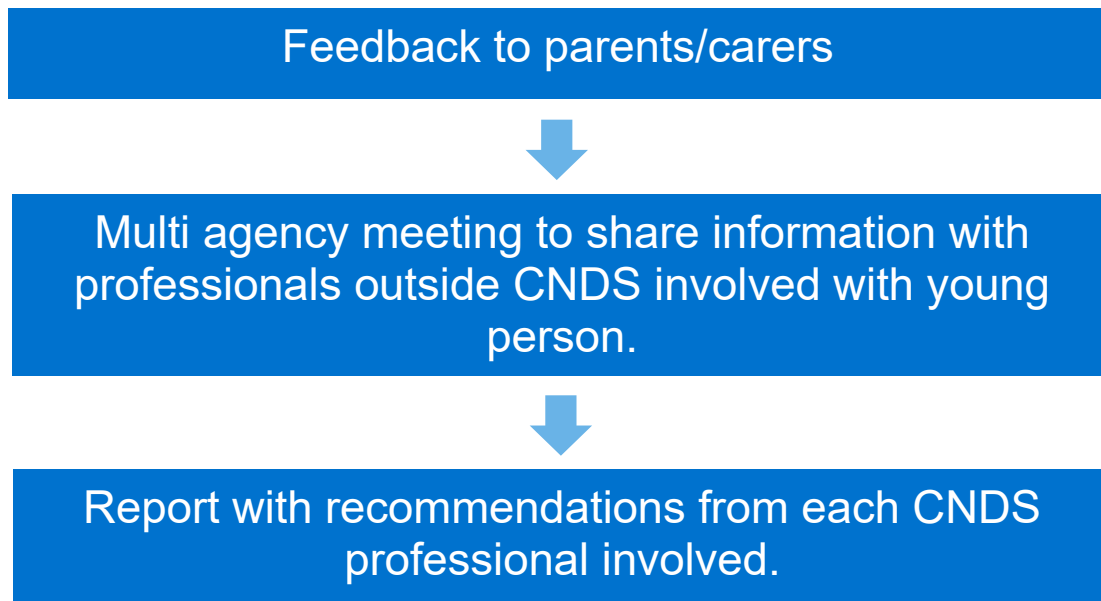 Feedback to parents/carers
Multi agency meeting to share information with
professionals outside CNDS involved with young
person.
Report with recommendations from each CNDS
professional involved.